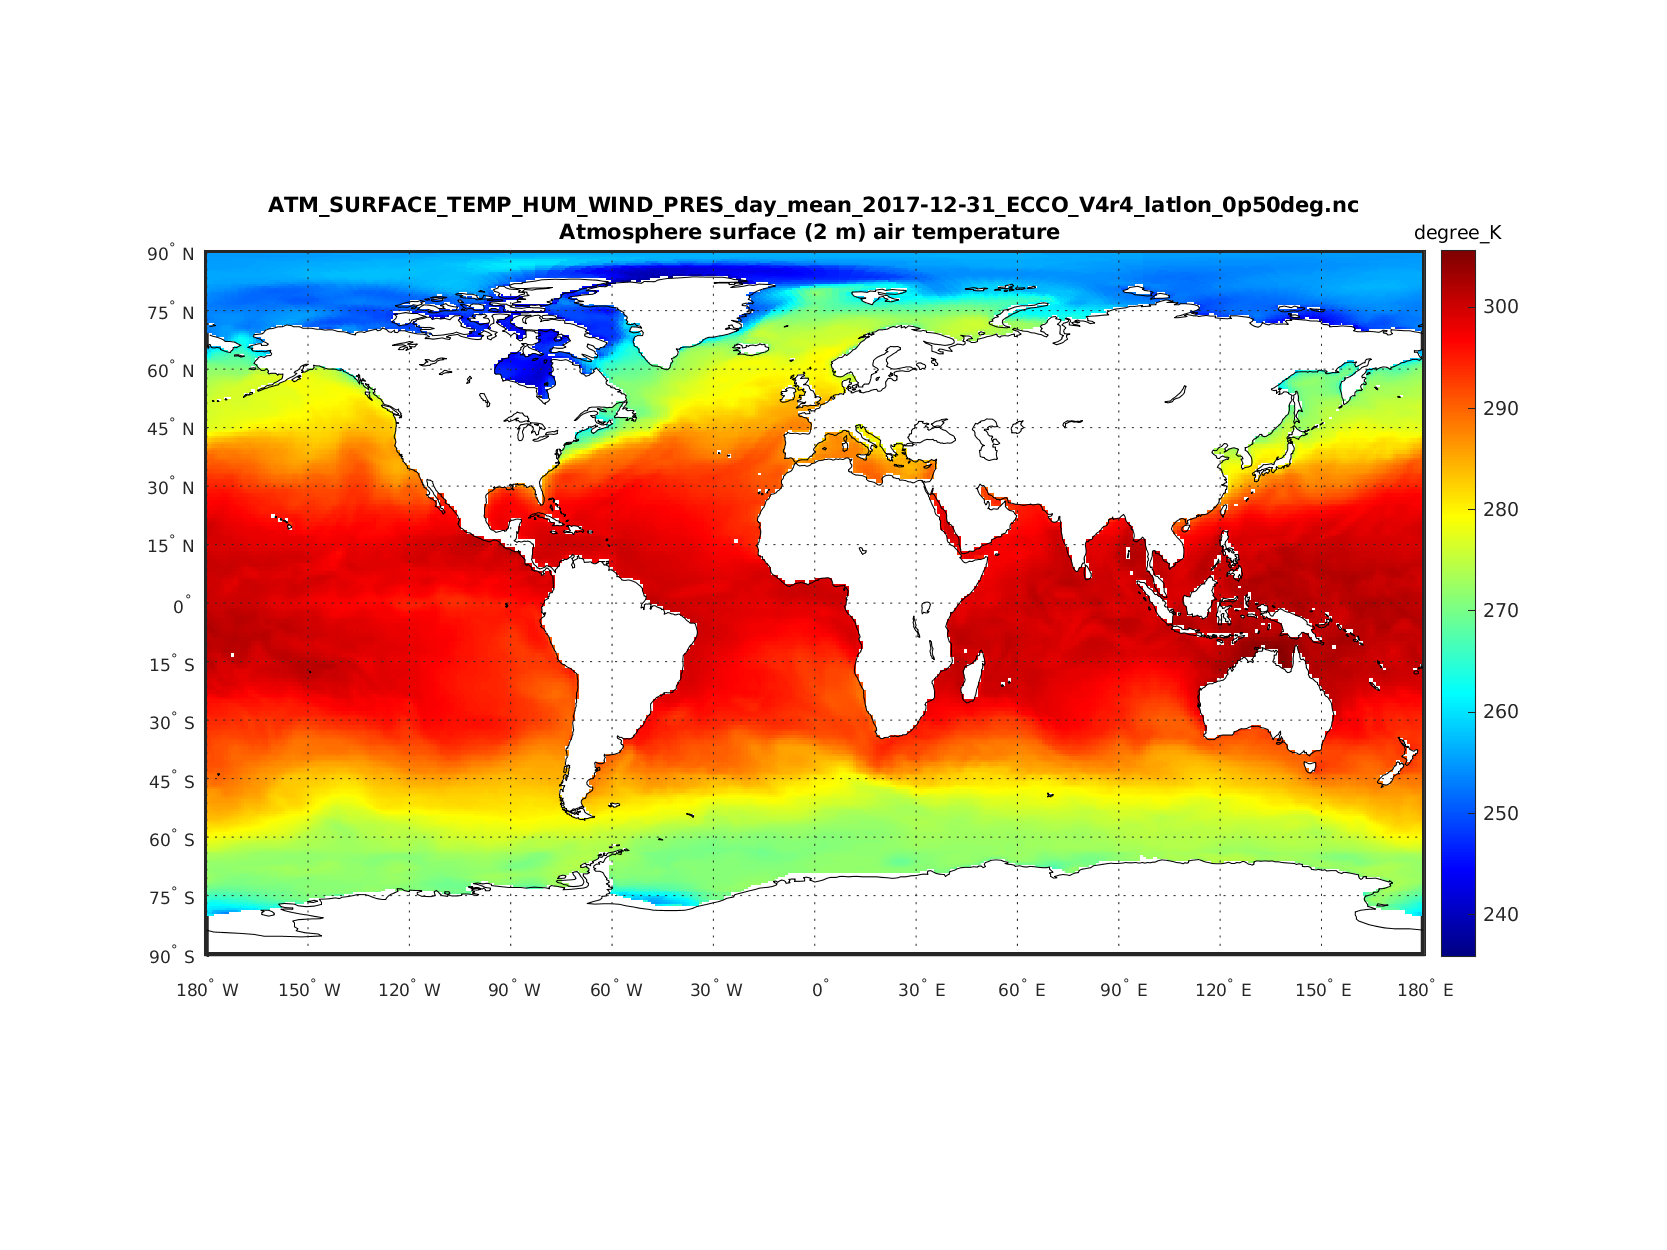 ATM_SURFACE_TEMP_HUM_WIND_PRES_day_mean_2017-12-31_ECCO_V4r4_latlon_0p50deg.nc
Atmosphere surface (2 m) air temperature
degree_K
90° N
75° N
60° N
45° N
30° N
15° N
0°
15° S
30° S
45° S
60° S
75° S
90° S
180° W 150° W 120° W 90° W 60° W 30° W 0° 30° E 60° E 90° E 120° E 150° E 180° E
300
290
280
270
260
250
240